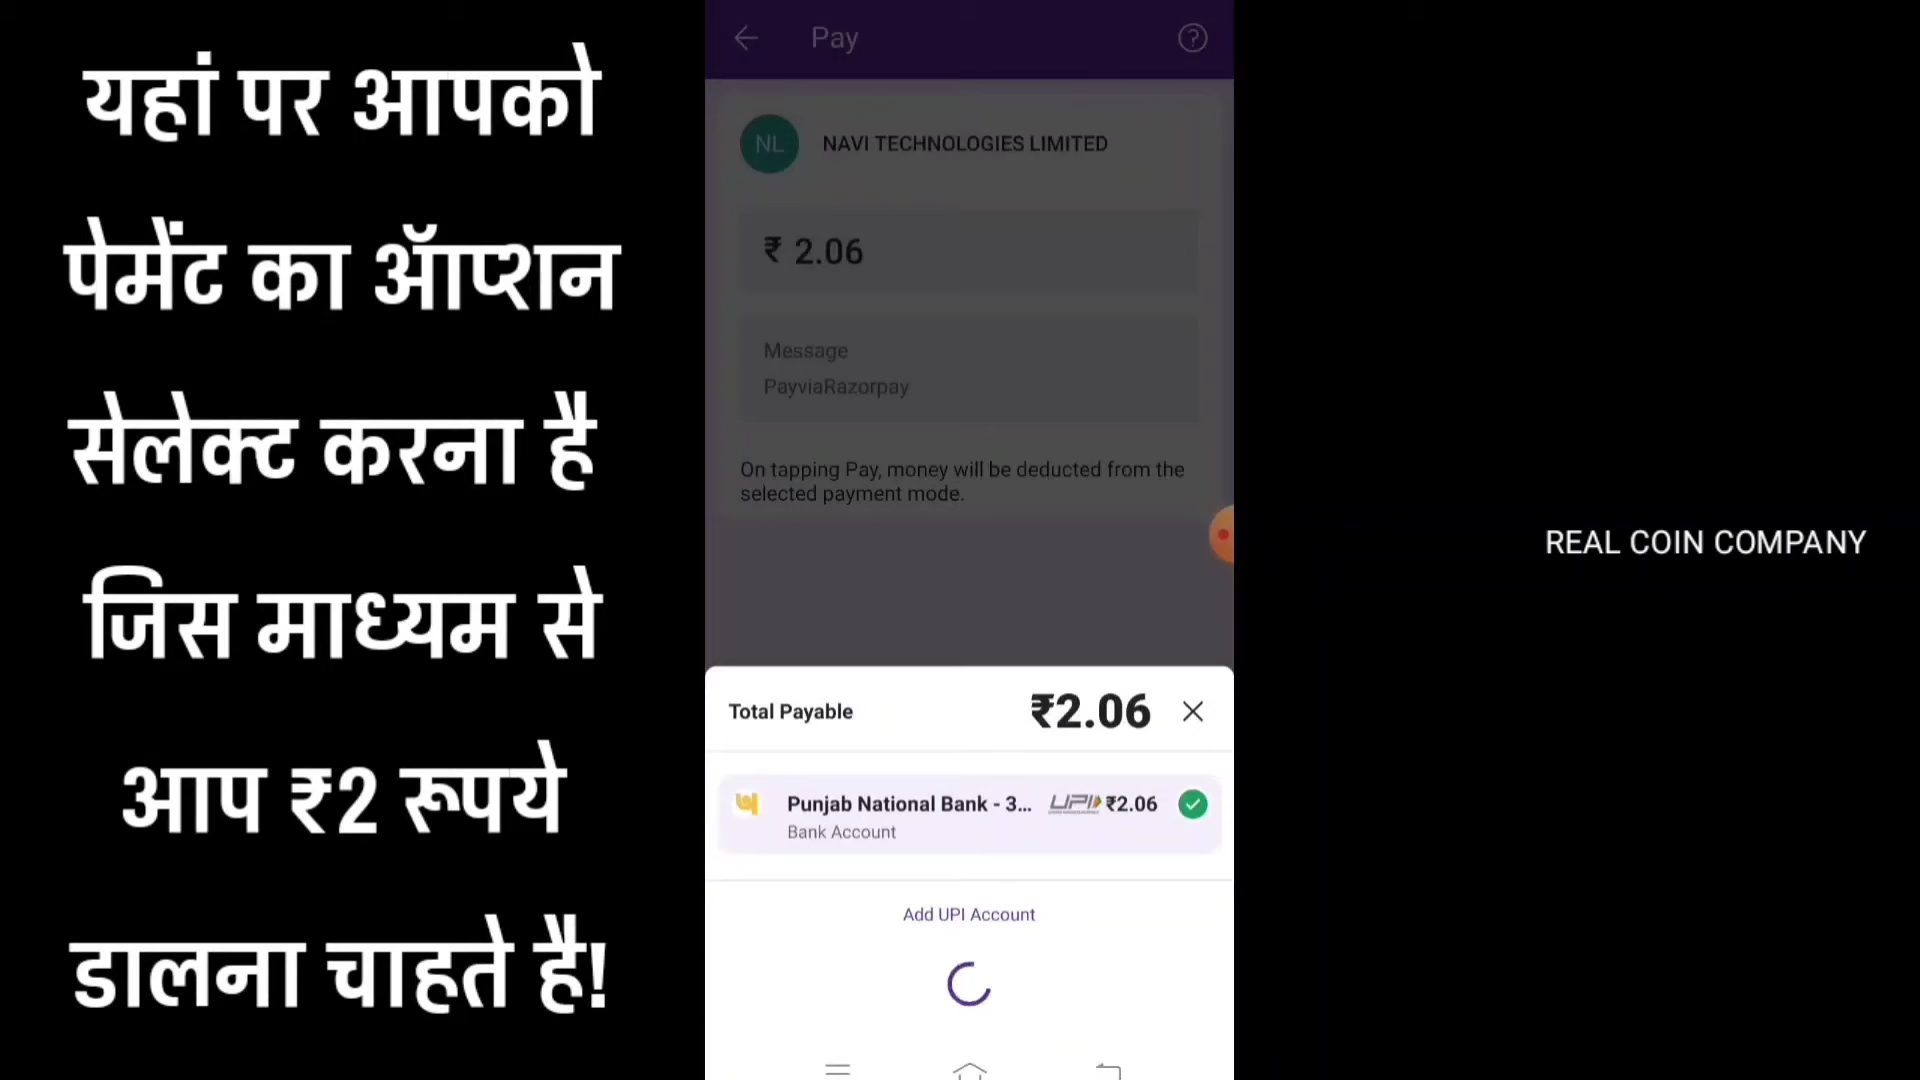 यहां पर आपको
पेमेंट का ऑप्शन
सेलेक्ट करना है
जिस माध्यम से
आप ₹2 रूपये
डालना चाहते है!
Pay
?
NL
NAVI TECHNOLOGIES LIMITED
₹ 2.06
Message
PayviaRazorpay
On tapping Pay, money will be deducted from the
selected payment mode.
Total Payable ₹2.06
Punjab National Bank - 3... UPI ₹2.06
Bank Account
Add UPI Account
REAL COIN COMPANY